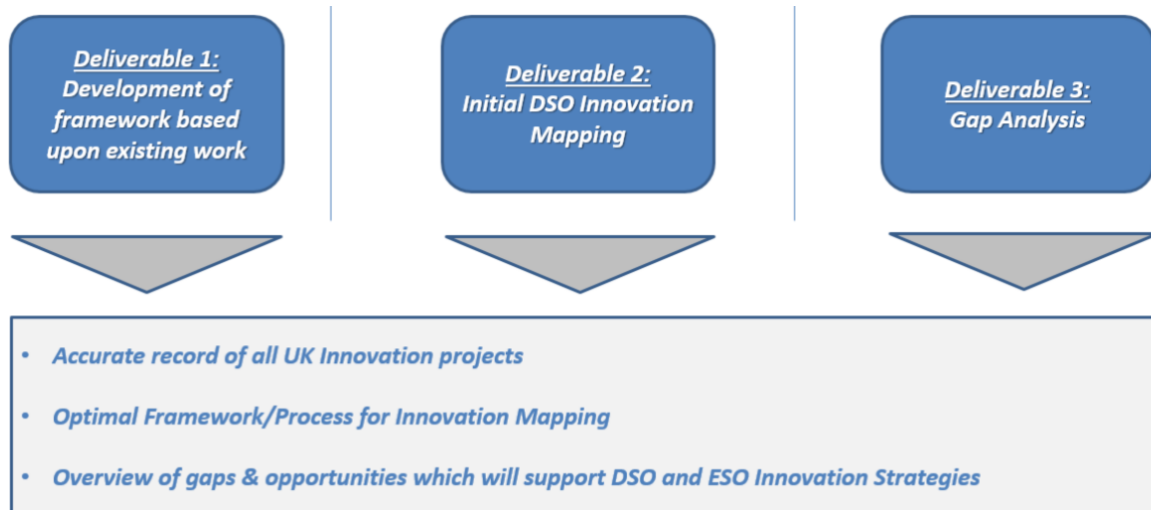 Deliverable 1:
Development of
framework based
upon existing work
Deliverable 2:
Initial DSO Innovation
Mapping
Deliverable 3:
Gap Analysis
• Accurate record of all UK Innovation projects
• Optimal Framework/Process for Innovation Mapping
• Overview of gaps & opportunities which will support DSO and ESO Innovation Strategies